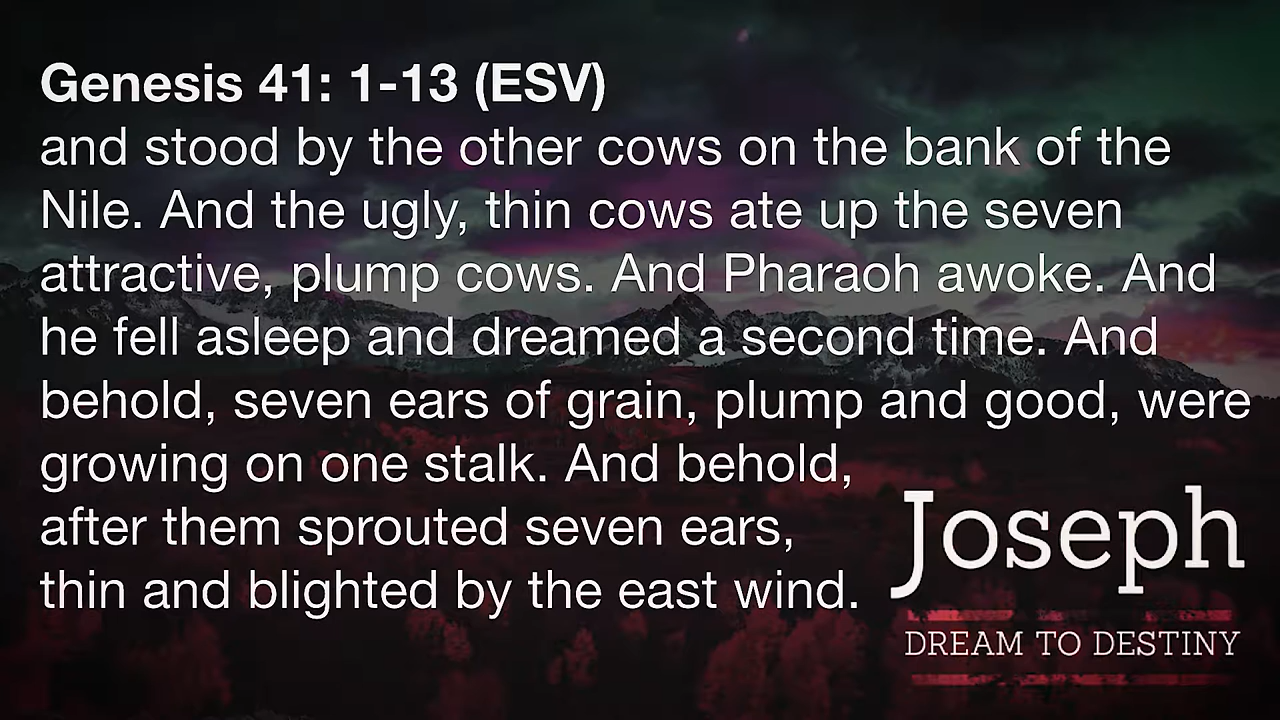 Genesis 41: 1-13 (ESV)
and stood by the other cows on the bank of the
Nile. And the ugly, thin cows ate up the seven
attractive, plump cows. And Pharaoh awoke. And
he fell asleep and dreamed a second time. And
behold, seven ears of grain, plump and good, were
growing on one stalk. And behold,
after them sprouted seven ears,
thin and blighted by the east wind.
Joseph
DREAM TO DESTINY